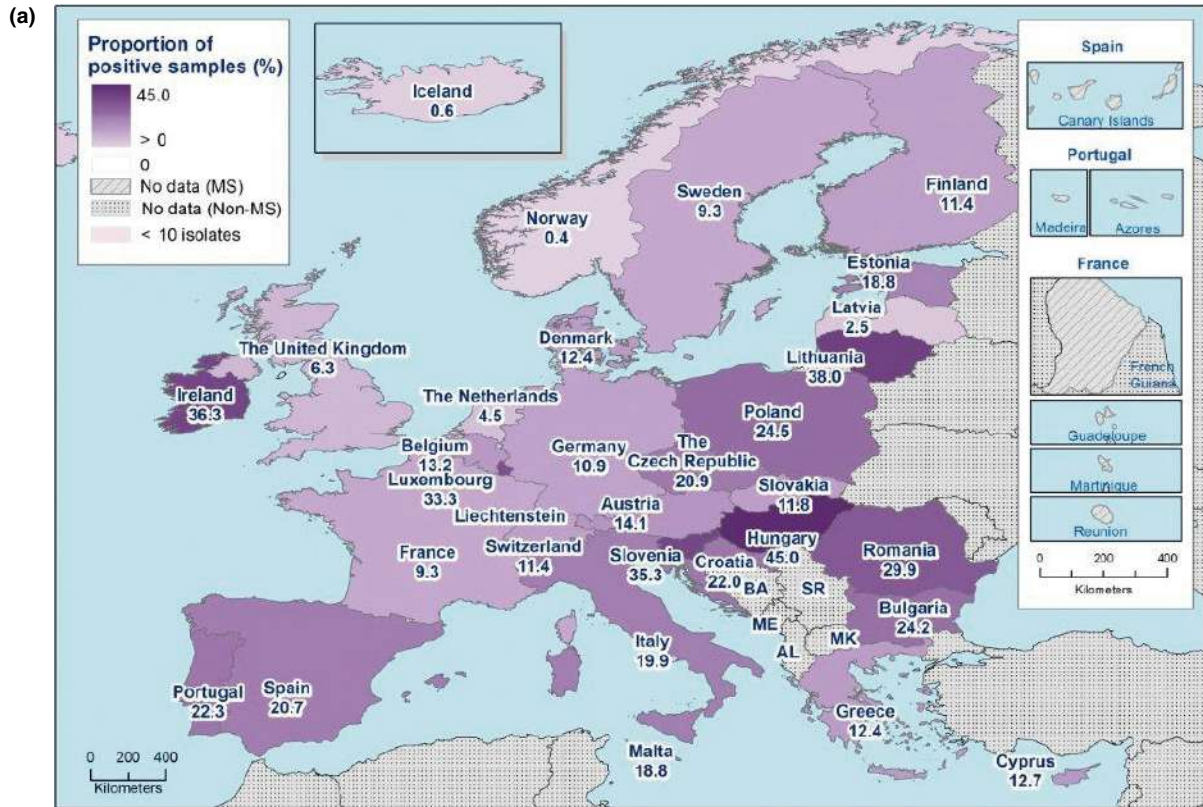 (a)
Proportion of
positive samples (%)
45.0
> 0
0
No data (MS)
No data (Non-MS)
< 10 isolates
Iceland
0.6
Norway
0.4
Sweden
9.3
Finland
11.4
Estonia
18.8
Latvia
2.5
Lithuania
38.0
Denmark
12.4
The United Kingdom
6.3
Ireland
36.3
The Netherlands
4.5
Belgium
13.2
Luxembourg
33.3
Germany
10.9
Poland
24.5
The
Czech Republic
20.9
Slovakia
11.8
Austria
14.1
Liechtenstein
Switzerland
11.4
France
9.3
Slovenia
35.3
Hungary
45.0
Croatia
22.0
Romania
29.9
BA
SR
ME
MK
AL
Bulgaria
24.2
Italy
19.9
Portugal
22.3
Spain
20.7
Malta
18.8
Greece
12.4
Cyprus
12.7
0 200 400
Kilometers
Spain
Canary Islands
Portugal
Madeira
Azores
France
French
Guiana
Guadeloupe
Martinique
Reunion
0 200 400
Kilometers